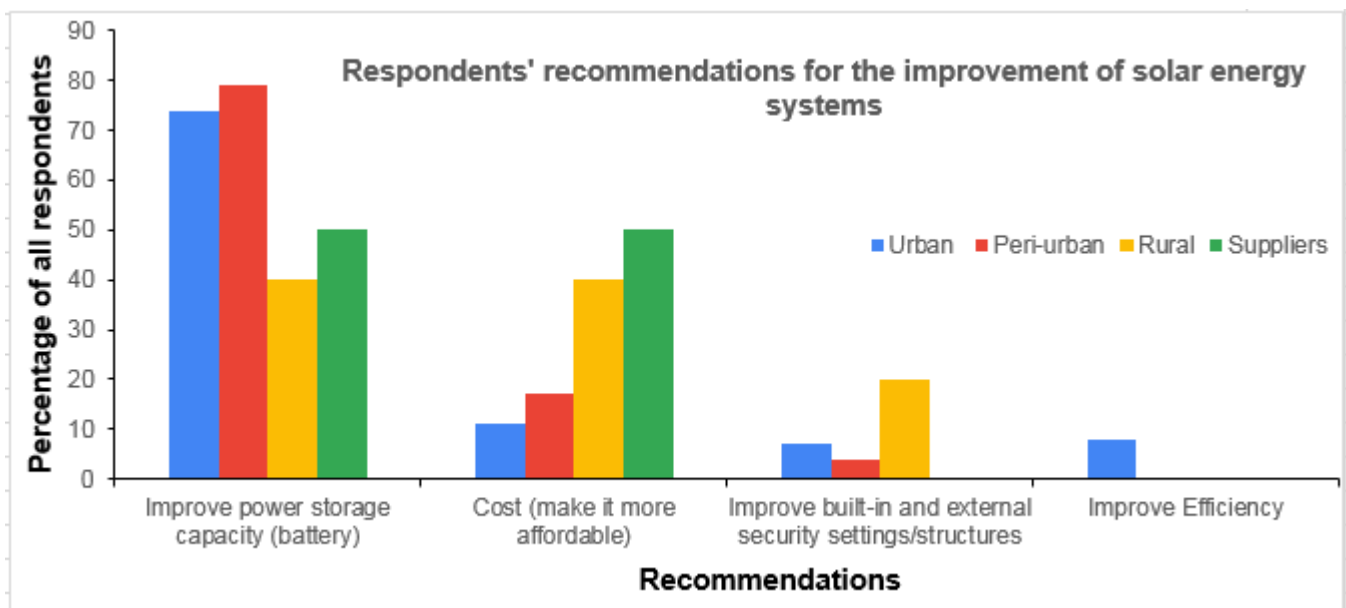 Respondents' recommendations for the improvement of solar energy
systems
Percentage of all respondents
90
80
70
60
50
40
30
20
10
0
Urban Peri-urban Rural Suppliers
Improve power storage
capacity (battery)
Cost (make it more
affordable)
Improve built-in and external
security settings/structures
Improve Efficiency
Recommendations